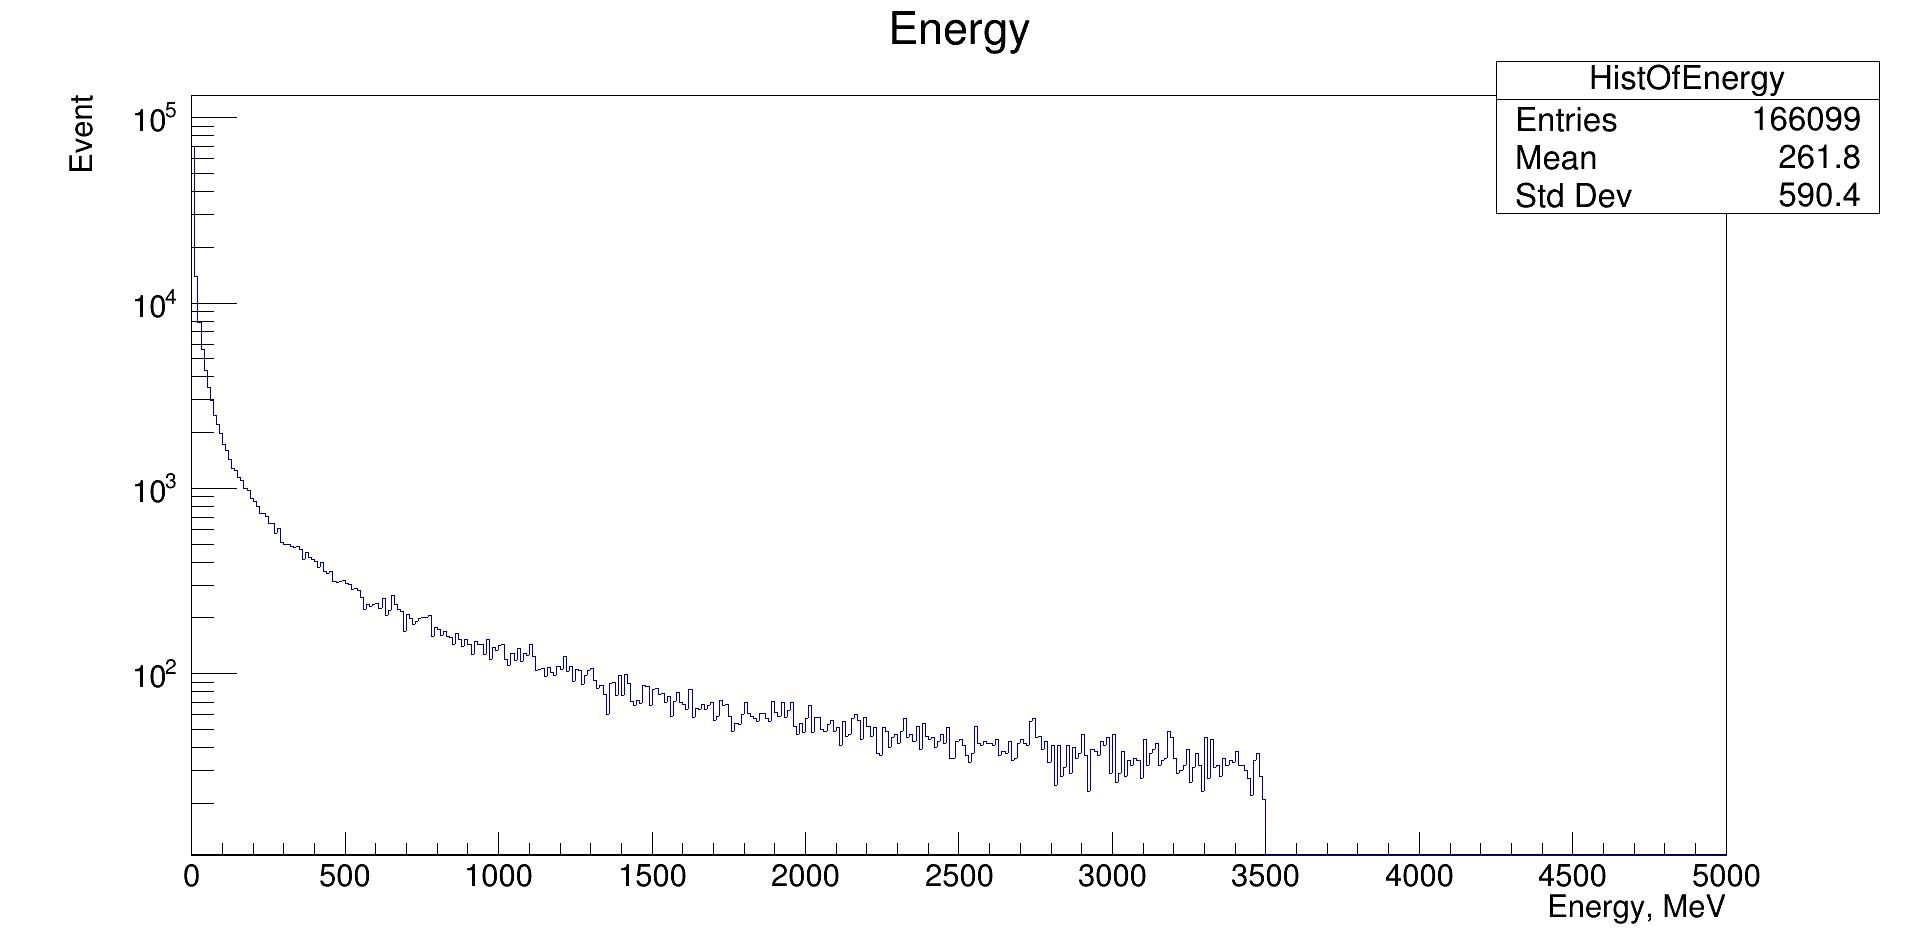 Energy
HistOfEnergy
Entries 166099
Mean 261.8
Std Dev 590.4
Event
10^5
10^4
10^3
10^2
0 500 1000 1500 2000 2500 3000 3500 4000 4500 5000
Energy, MeV